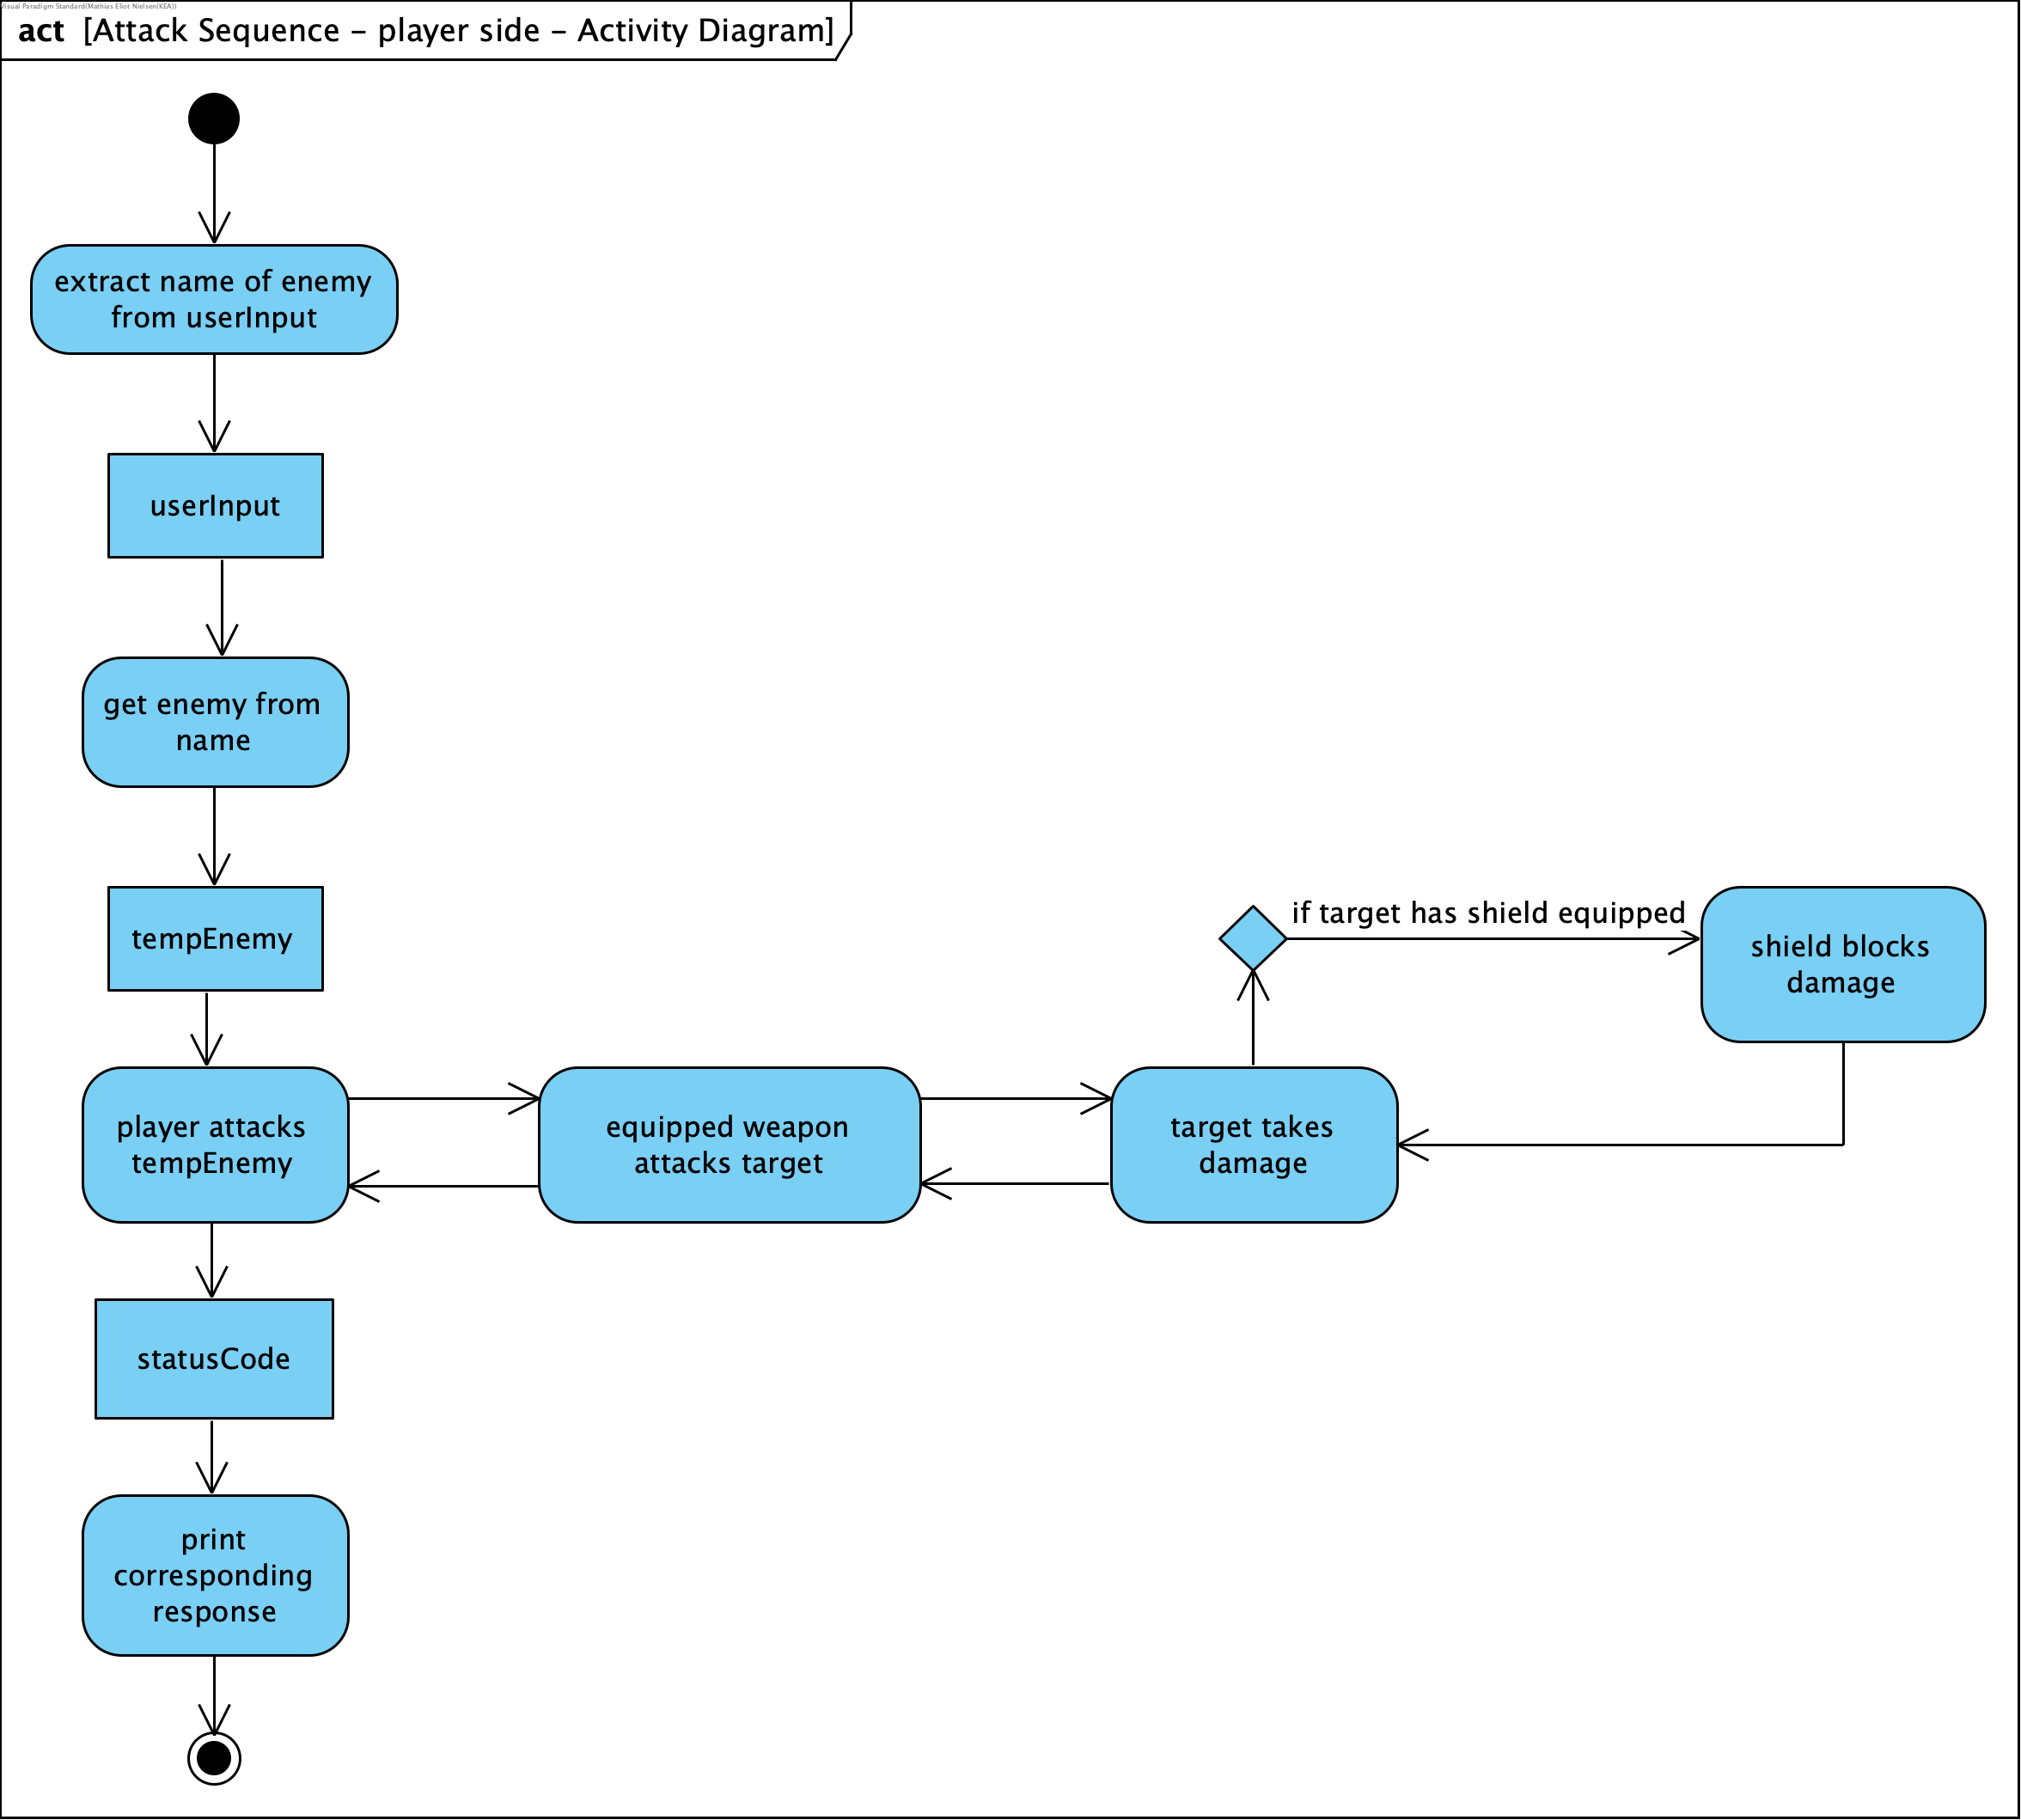 Visual Paradigm Standard(Mathias Eliot Nielsen(KEA))
act [Attack Sequence - player side - Activity Diagram]
extract name of enemy
from userInput
userInput
get enemy from
name
tempEnemy
if target has shield equipped
shield blocks
damage
player attacks
tempEnemy
equipped weapon
attacks target
target takes
damage
statusCode
print
corresponding
response